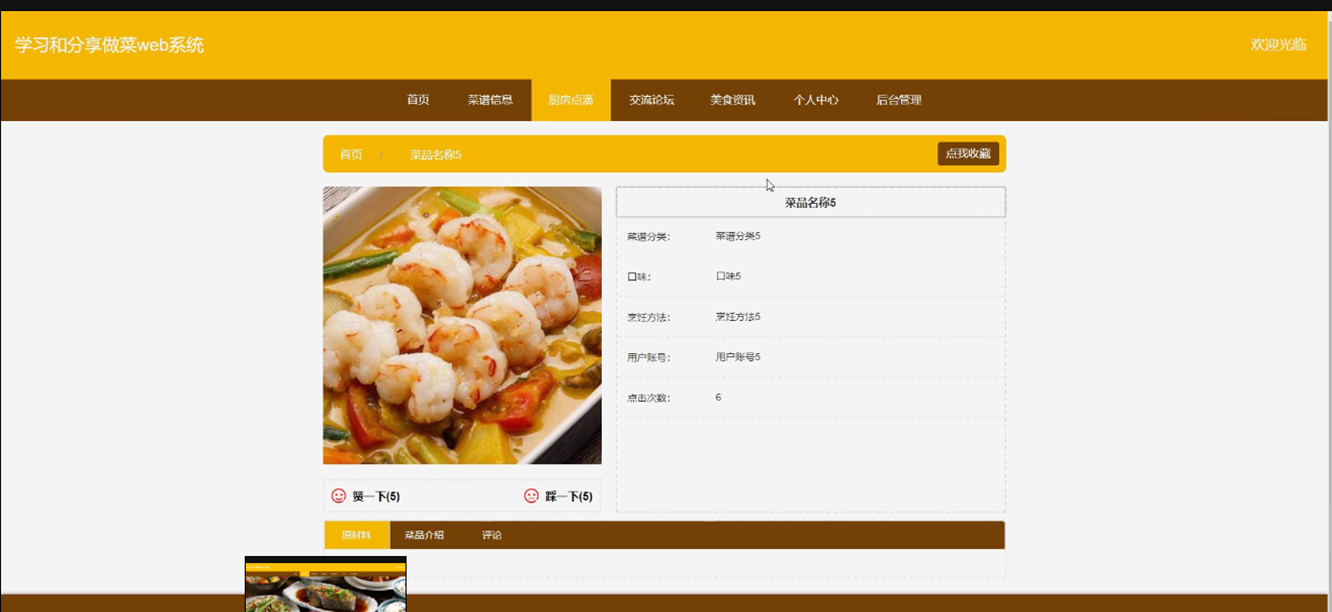 学习和分享做菜web系统
欢迎光临
首页 菜谱信息 厨房点滴 交流论坛 美食资讯 个人中心 后台管理
首页 / 菜品名称5
点我收藏
菜品名称5
菜谱分类: 菜谱分类5
口味: 口味5
烹饪方法: 烹饪方法5
用户账号: 用户账号5
点击次数: 6
赞一下(5) 踩一下(5)
原材料 菜品介绍 评论